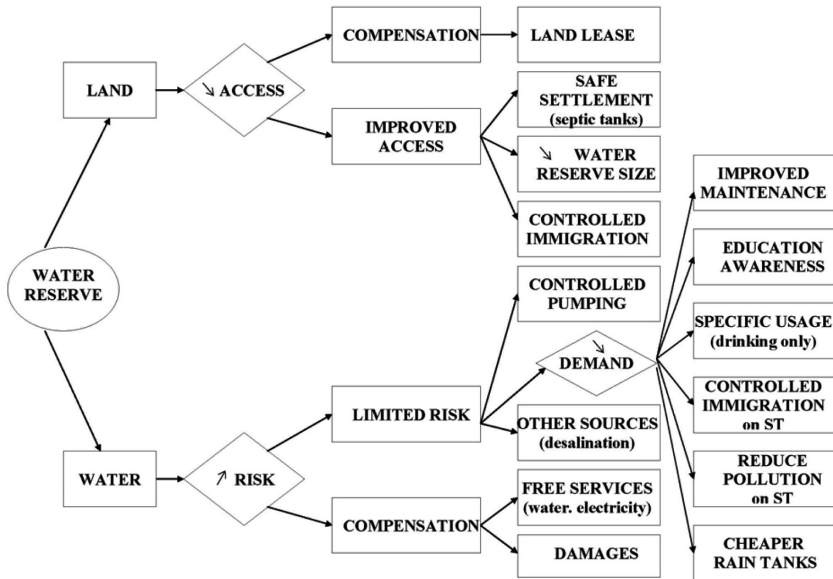 COMPENSATION
LAND LEASE
LAND
↘ ACCESS
SAFE
SETTLEMENT
(septic tanks)
IMPROVED
ACCESS
↘ WATER
RESERVE SIZE
CONTROLLED
IMMIGRATION
WATER
RESERVE
CONTROLLED
PUMPING
↘
DEMAND
IMPROVED
MAINTENANCE
EDUCATION
AWARENESS
SPECIFIC USAGE
(drinking only)
CONTROLLED
IMMIGRATION
on ST
REDUCE
POLLUTION
on ST
CHEAPER
RAIN TANKS
LIMITED RISK
OTHER SOURCES
(desalination)
WATER
↗ RISK
FREE SERVICES
(water. electricity)
COMPENSATION
DAMAGES